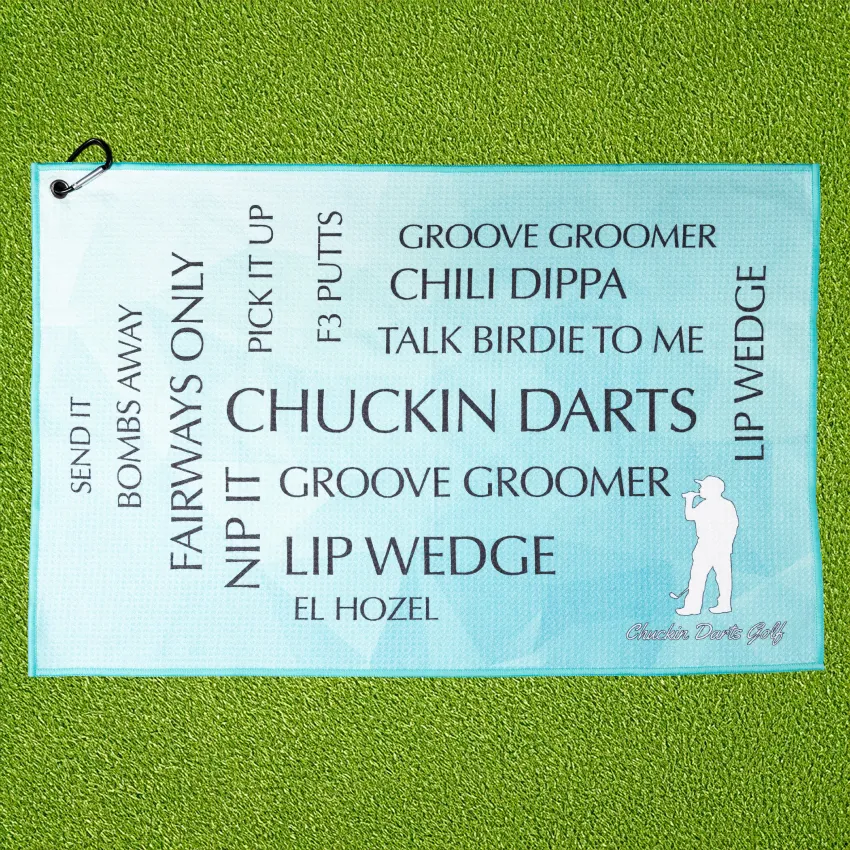 SEND IT
BOMBS AWAY
FAIRWAYS ONLY
PICK IT UP
F3 PUTTS
GROOVE GROOMER
CHILI DIPPA
TALK BIRDIE TO ME
LIP WEDGE
CHUCKIN DARTS
NIP IT
GROOVE GROOMER
LIP WEDGE
EL HOZEL
Chuckin Darts Golf